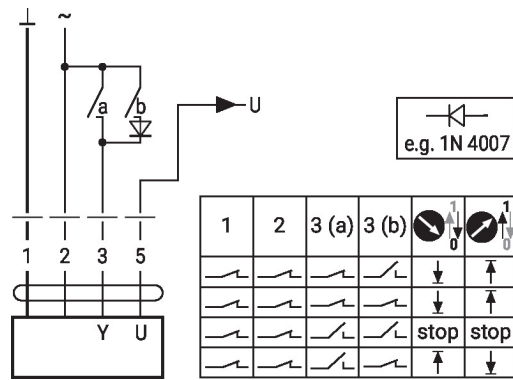 ~
a b
U
e.g. 1N 4007
1 2 3 5
Y U
1 2 3 (a) 3 (b) 1 0 1 0
stop stop